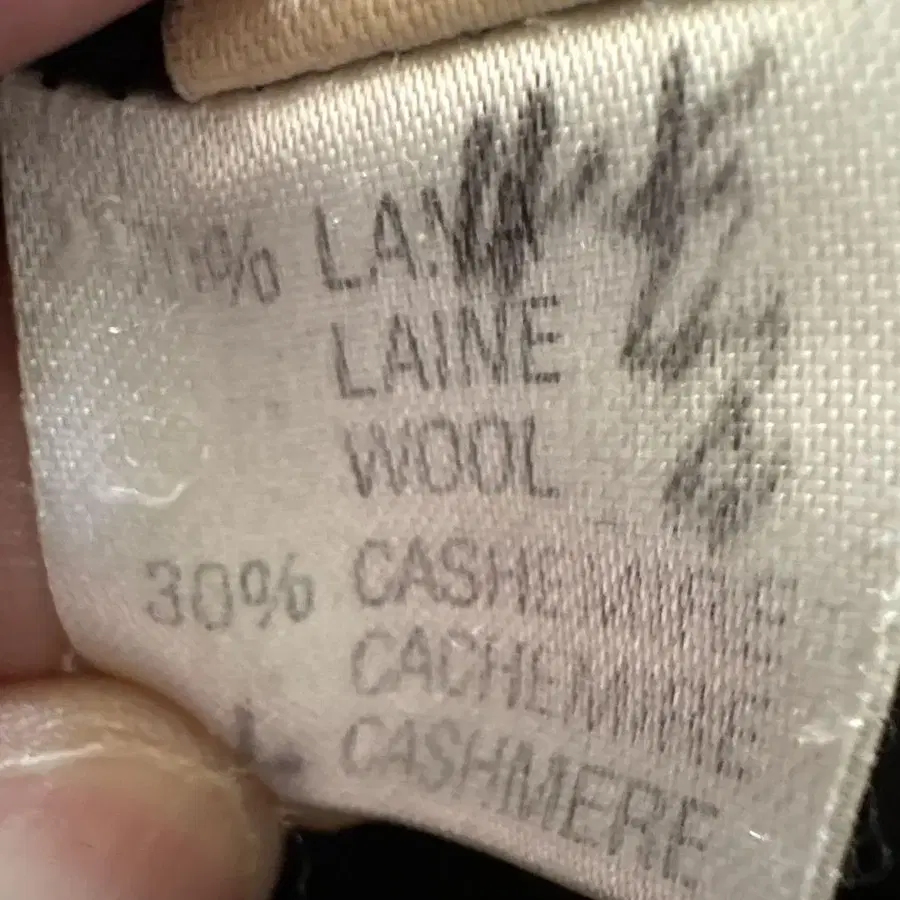 % LANA
LAINE
WOOL
30% CASHEMIRE
CACHEMIRE
CASHMERE